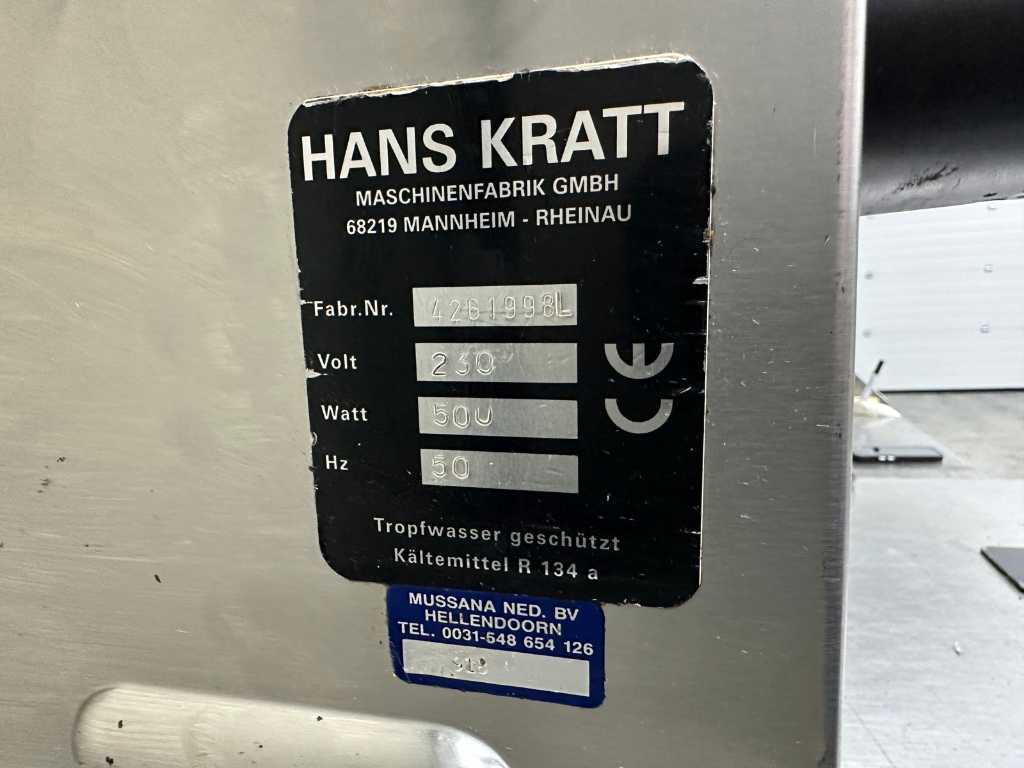 HANS KRATT
MASCHINENFABRIK GMBH
68219 MANNHEIM - RHEINAU
Fabr.Nr. 4261998L
Volt 230
Watt 500
Hz 50
CE
Tropfwasser geschützt
Kältemittel R 134 a
MUSSANA NED. BV
HELLENDOORN
TEL. 0031-548 654 126